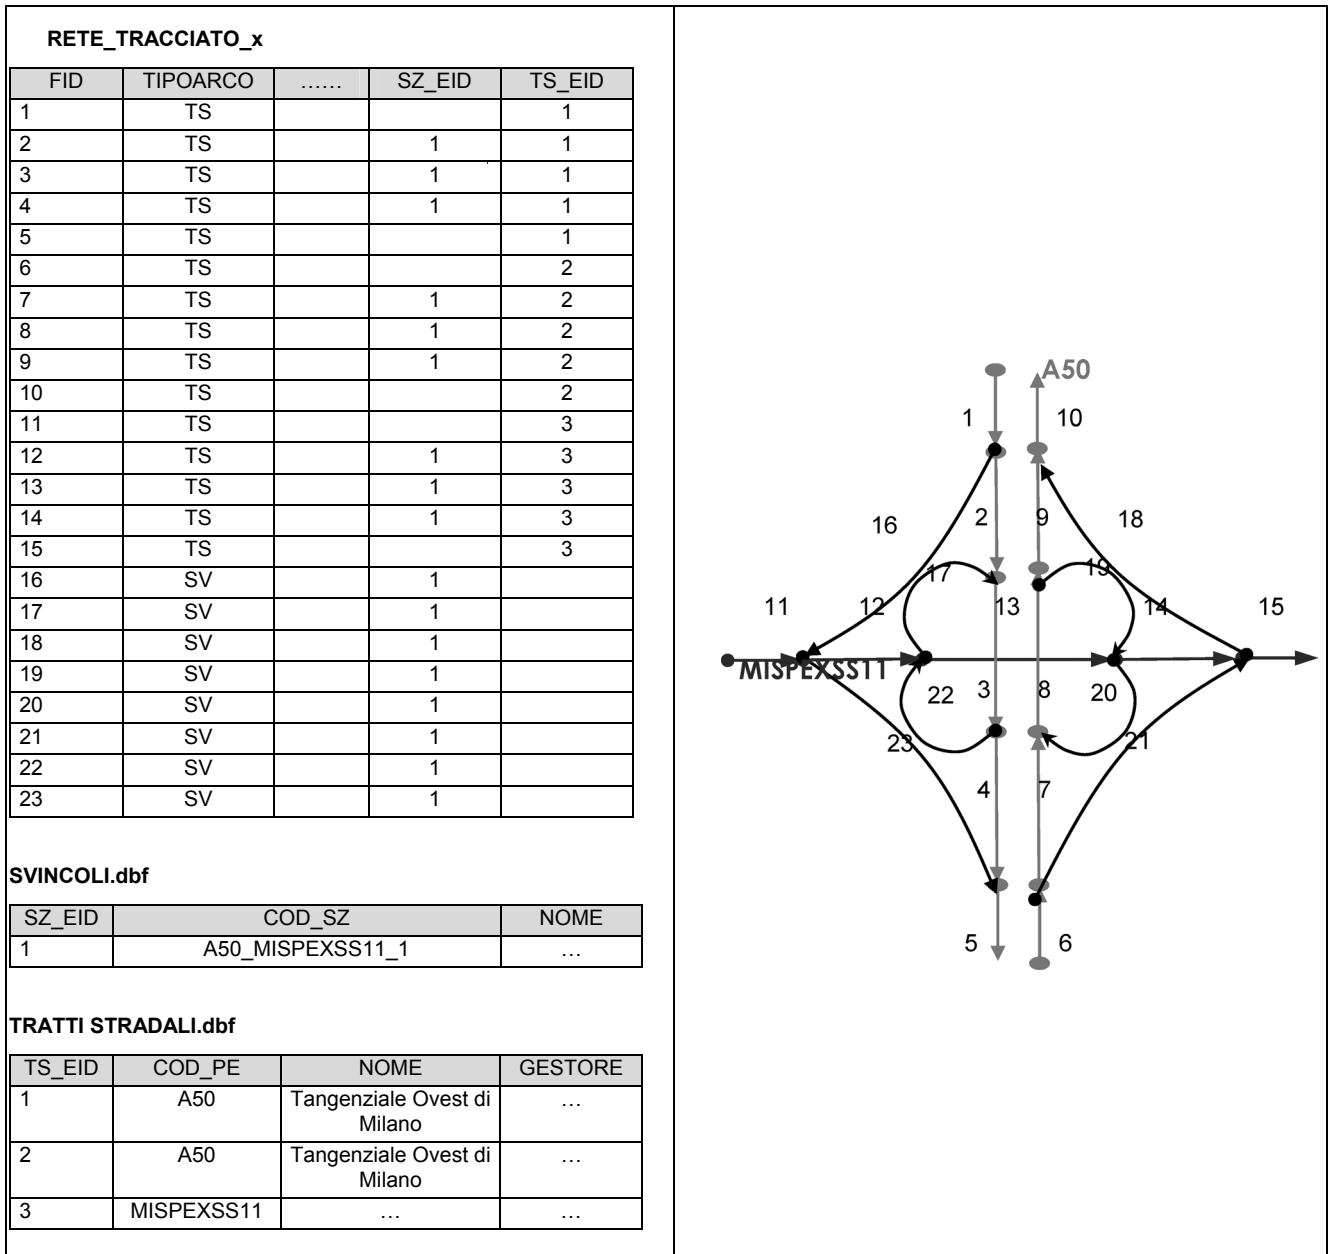 RETE_TRACCIATO_x
FID TIPOARCO …… SZ_EID TS_EID
1 TS 1
2 TS 1 1
3 TS 1 1
4 TS 1 1
5 TS 1
6 TS 2
7 TS 1 2
8 TS 1 2
9 TS 1 2
10 TS 2
11 TS 3
12 TS 1 3
13 TS 1 3
14 TS 1 3
15 TS 3
16 SV 1
17 SV 1
18 SV 1
19 SV 1
20 SV 1
21 SV 1
22 SV 1
23 SV 1
SVINCOLI.dbf
SZ_EID COD_SZ NOME
1 A50_MISPEXSS11_1 …
TRATTI STRADALI.dbf
TS_EID COD_PE NOME GESTORE
1 A50 Tangenziale Ovest di …
Milano
2 A50 Tangenziale Ovest di …
Milano
3 MISPEXSS11 … …
A50
1 10
16 2 9 18
17 19
11 12 13 14 15
MISPEXSS11
22 3 8 20
23 21
4 7
5 6